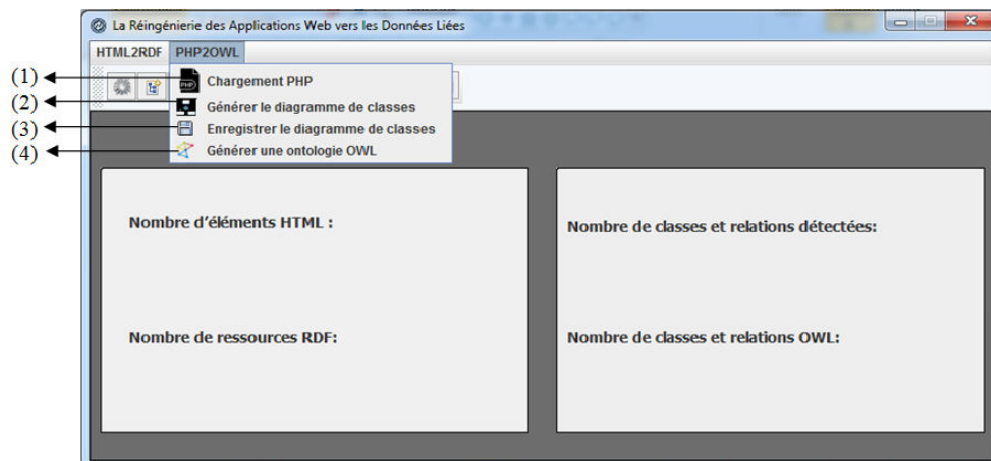 La Réingénierie des Applications Web vers les Données Liées
HTML2RDF PHP2OWL
(1) Chargement PHP
(2) Générer le diagramme de classes
(3) Enregistrer le diagramme de classes
(4) Générer une ontologie OWL
Nombre d'éléments HTML :
Nombre de classes et relations détectées:
Nombre de ressources RDF:
Nombre de classes et relations OWL: